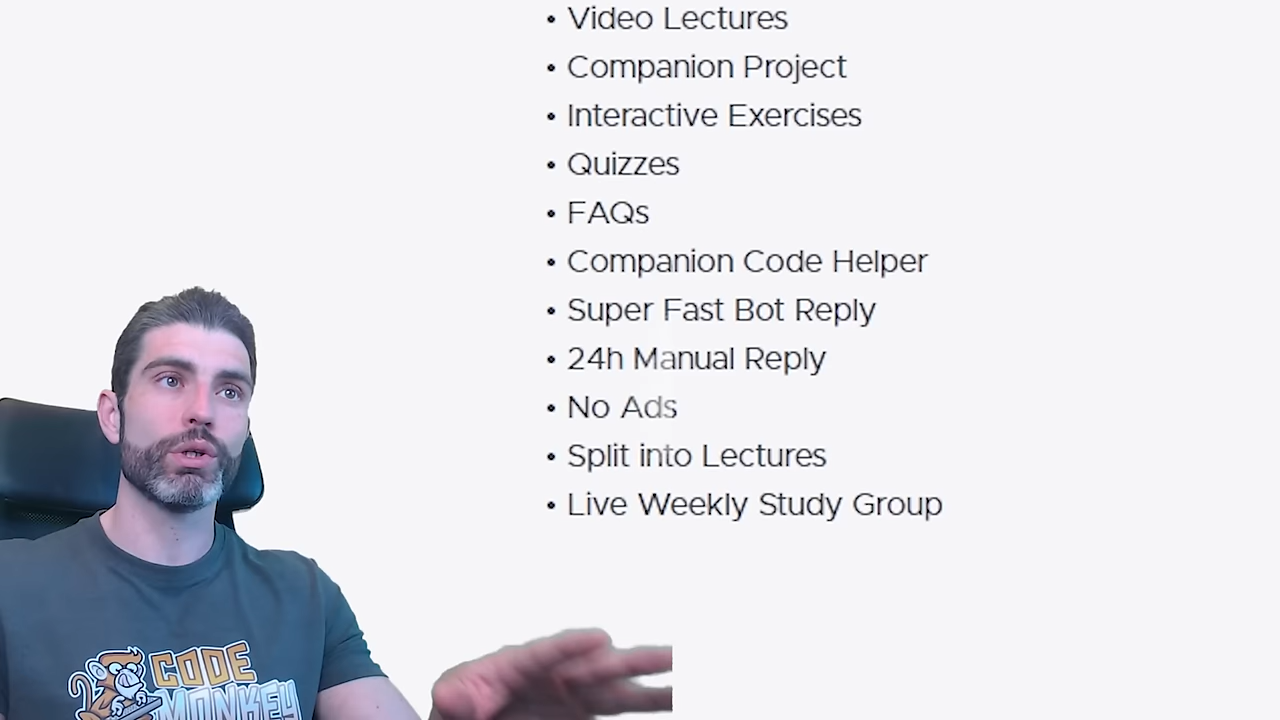 • Video Lectures
• Companion Project
• Interactive Exercises
• Quizzes
• FAQs
• Companion Code Helper
• Super Fast Bot Reply
• 24h Manual Reply
• No Ads
• Split into Lectures
• Live Weekly Study Group
CODE
MONKEY